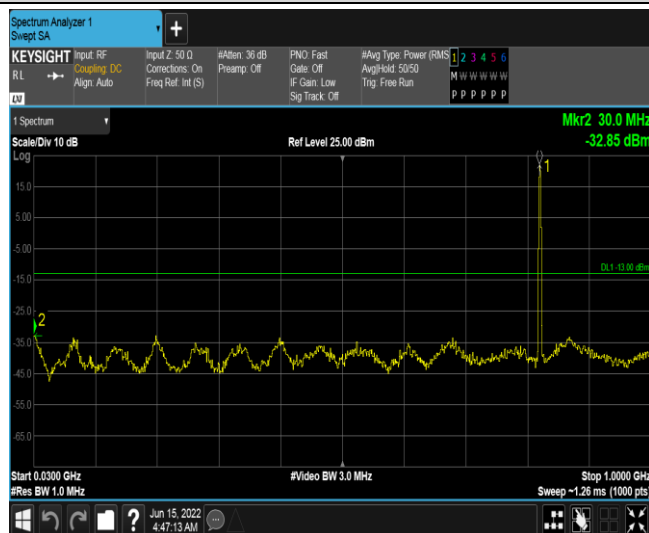 Spectrum Analyzer 1
Swept SA
+
KEYSIGHT
RL
LXI
Input: RF
Coupling: DC
Align: Auto
Input Z: 50 Ω
Corrections: On
Freq Ref: Int (S)
#Atten: 36 dB
Preamp: Off
PNO: Fast
Gate: Off
IF Gain: Low
Sig Track: Off
#Avg Type: Power (RMS
Avg|Hold: 50/50
Trig: Free Run
1 2 3 4 5 6
M W W W W W
P P P P P P
1 Spectrum
Mkr2 30.0 MHz
Scale/Div 10 dB
Ref Level 25.00 dBm
-32.85 dBm
Log
1
15.0
5.00
-5.00
DL1 -13.00 dBm
-15.0
-25.0
2
-35.0
-45.0
-55.0
-65.0
Start 0.0300 GHz
#Video BW 3.0 MHz
Stop 1.0000 GHz
#Res BW 1.0 MHz
Sweep ~1.26 ms (1000 pts)
?
Jun 15, 2022
4:47:13 AM